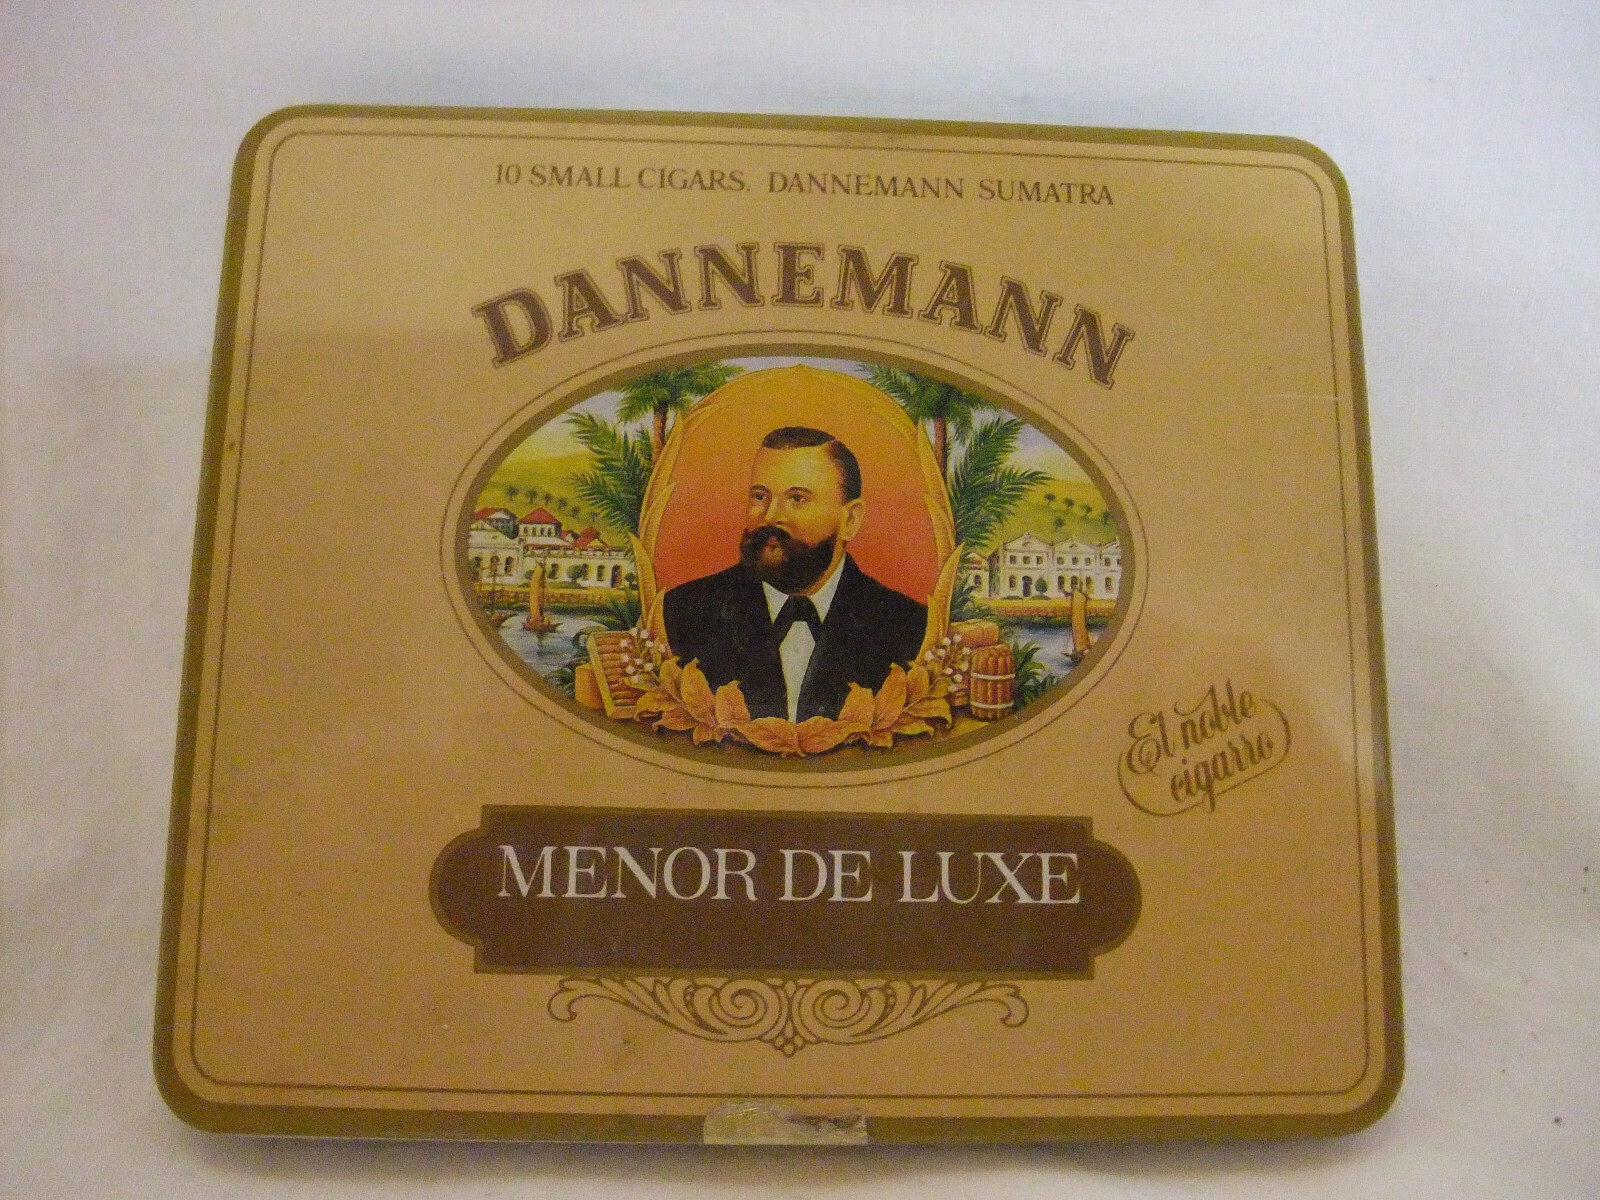 10 SMALL CIGARS. DANNEMANN SUMATRA
DANNEMANN
El noble
cigarro
MENOR DE LUXE